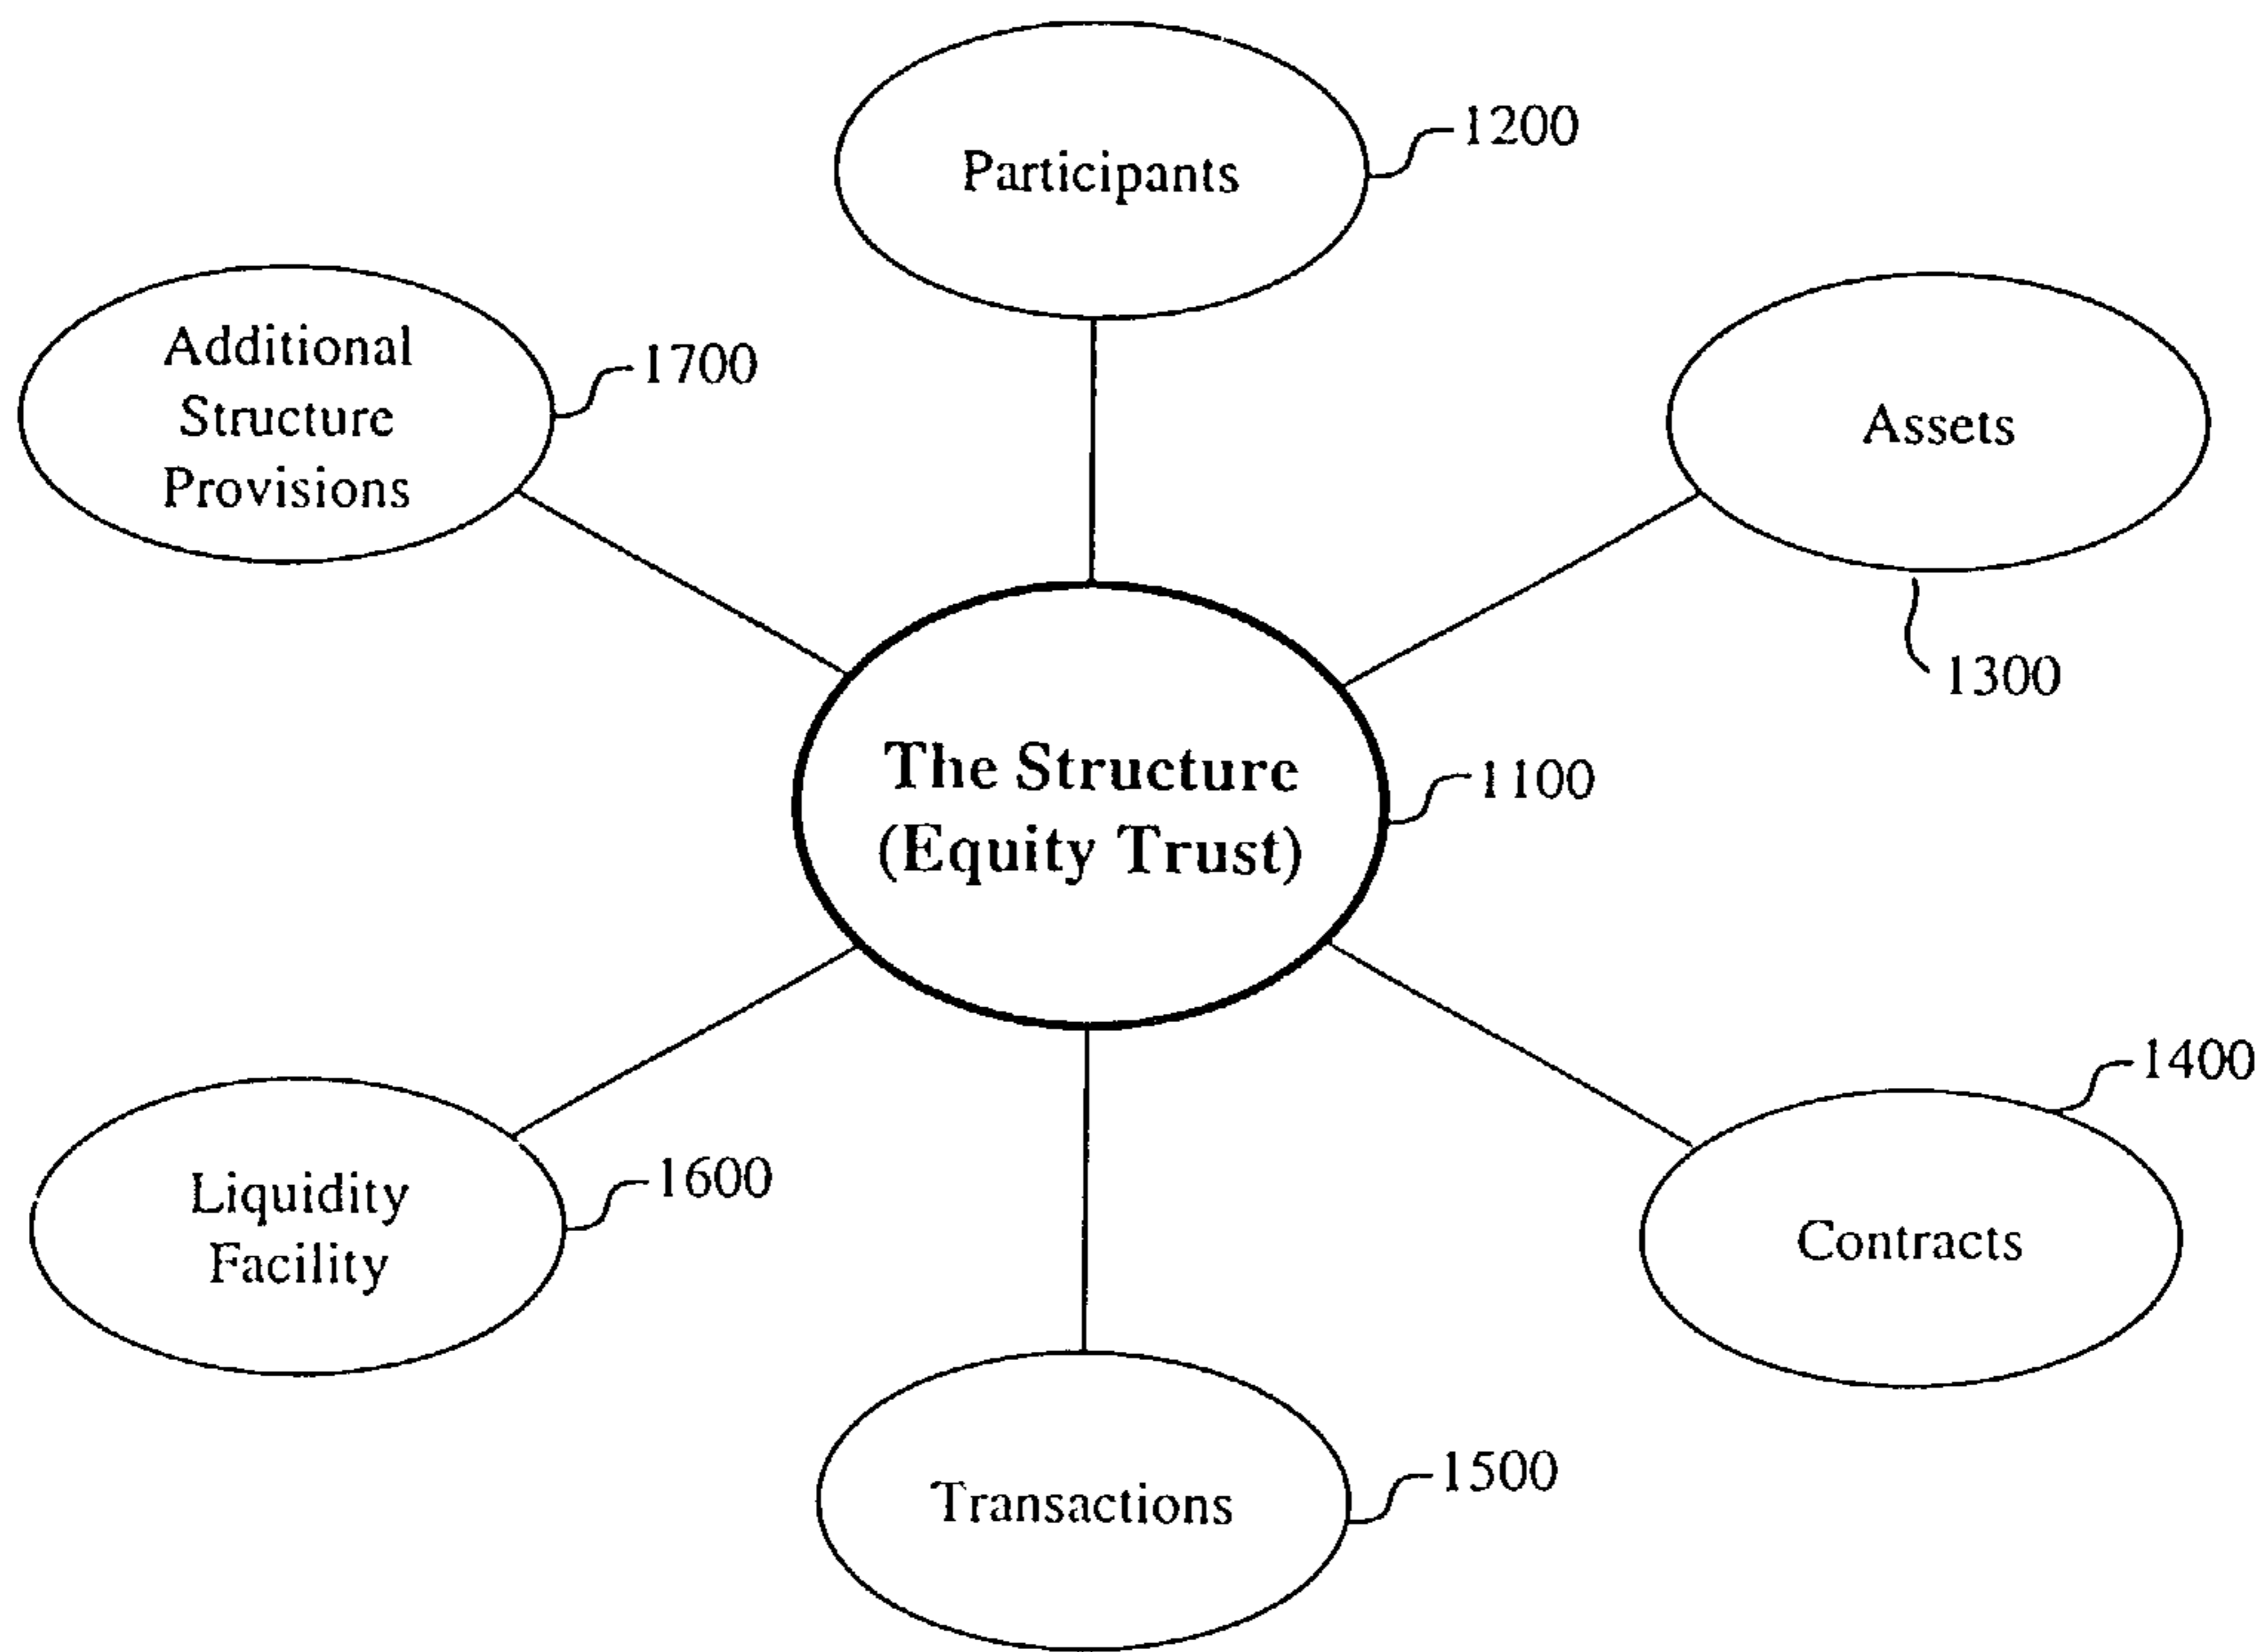 Participants
1200
Additional
Structure
Provisions
1700
Assets
1300
The Structure
(Equity Trust)
1100
Liquidity
Facility
1600
Contracts
1400
Transactions
1500